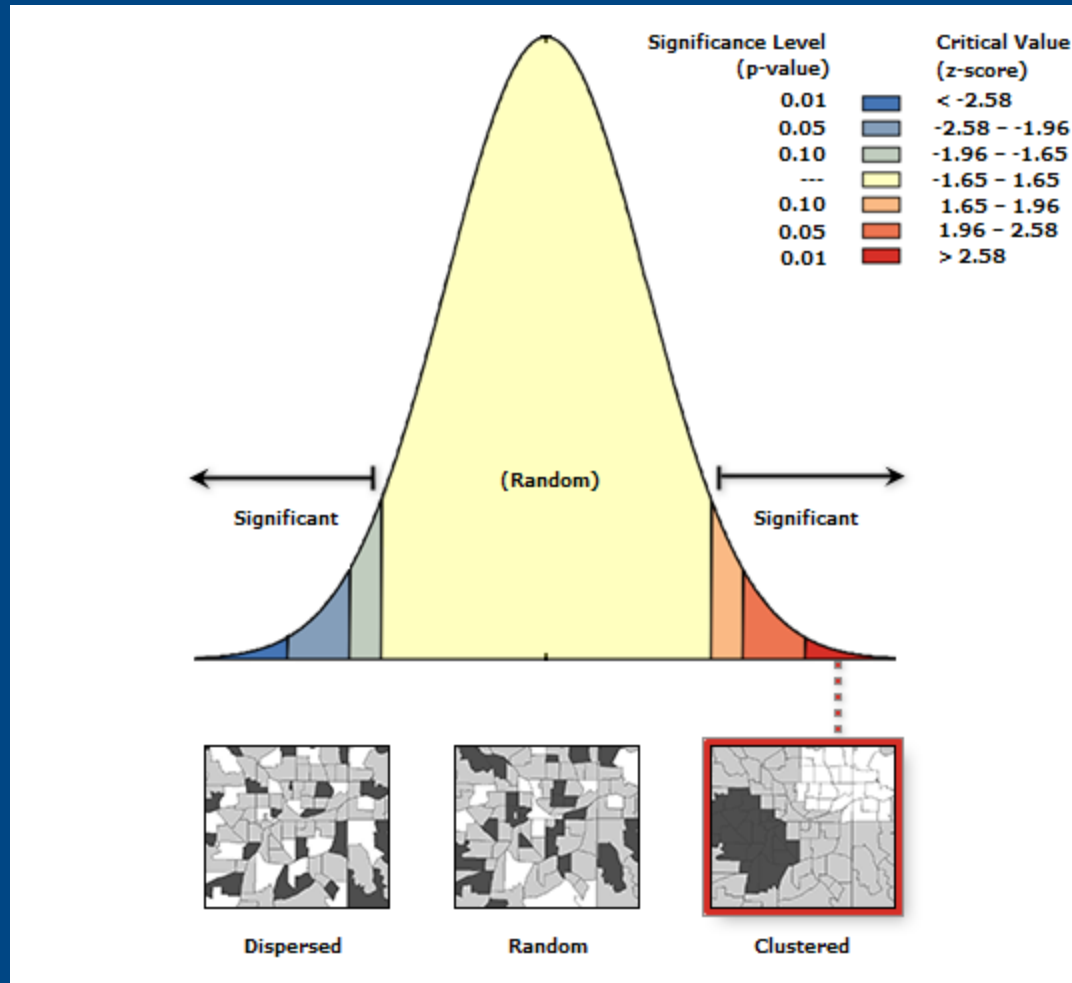 Significance Level Critical Value
(p-value) (z-score)
0.01 < -2.58
0.05 -2.58 – -1.96
0.10 -1.96 – -1.65
--- -1.65 – 1.65
0.10 1.65 – 1.96
0.05 1.96 – 2.58
0.01 > 2.58
(Random)
Significant Significant
Dispersed Random Clustered